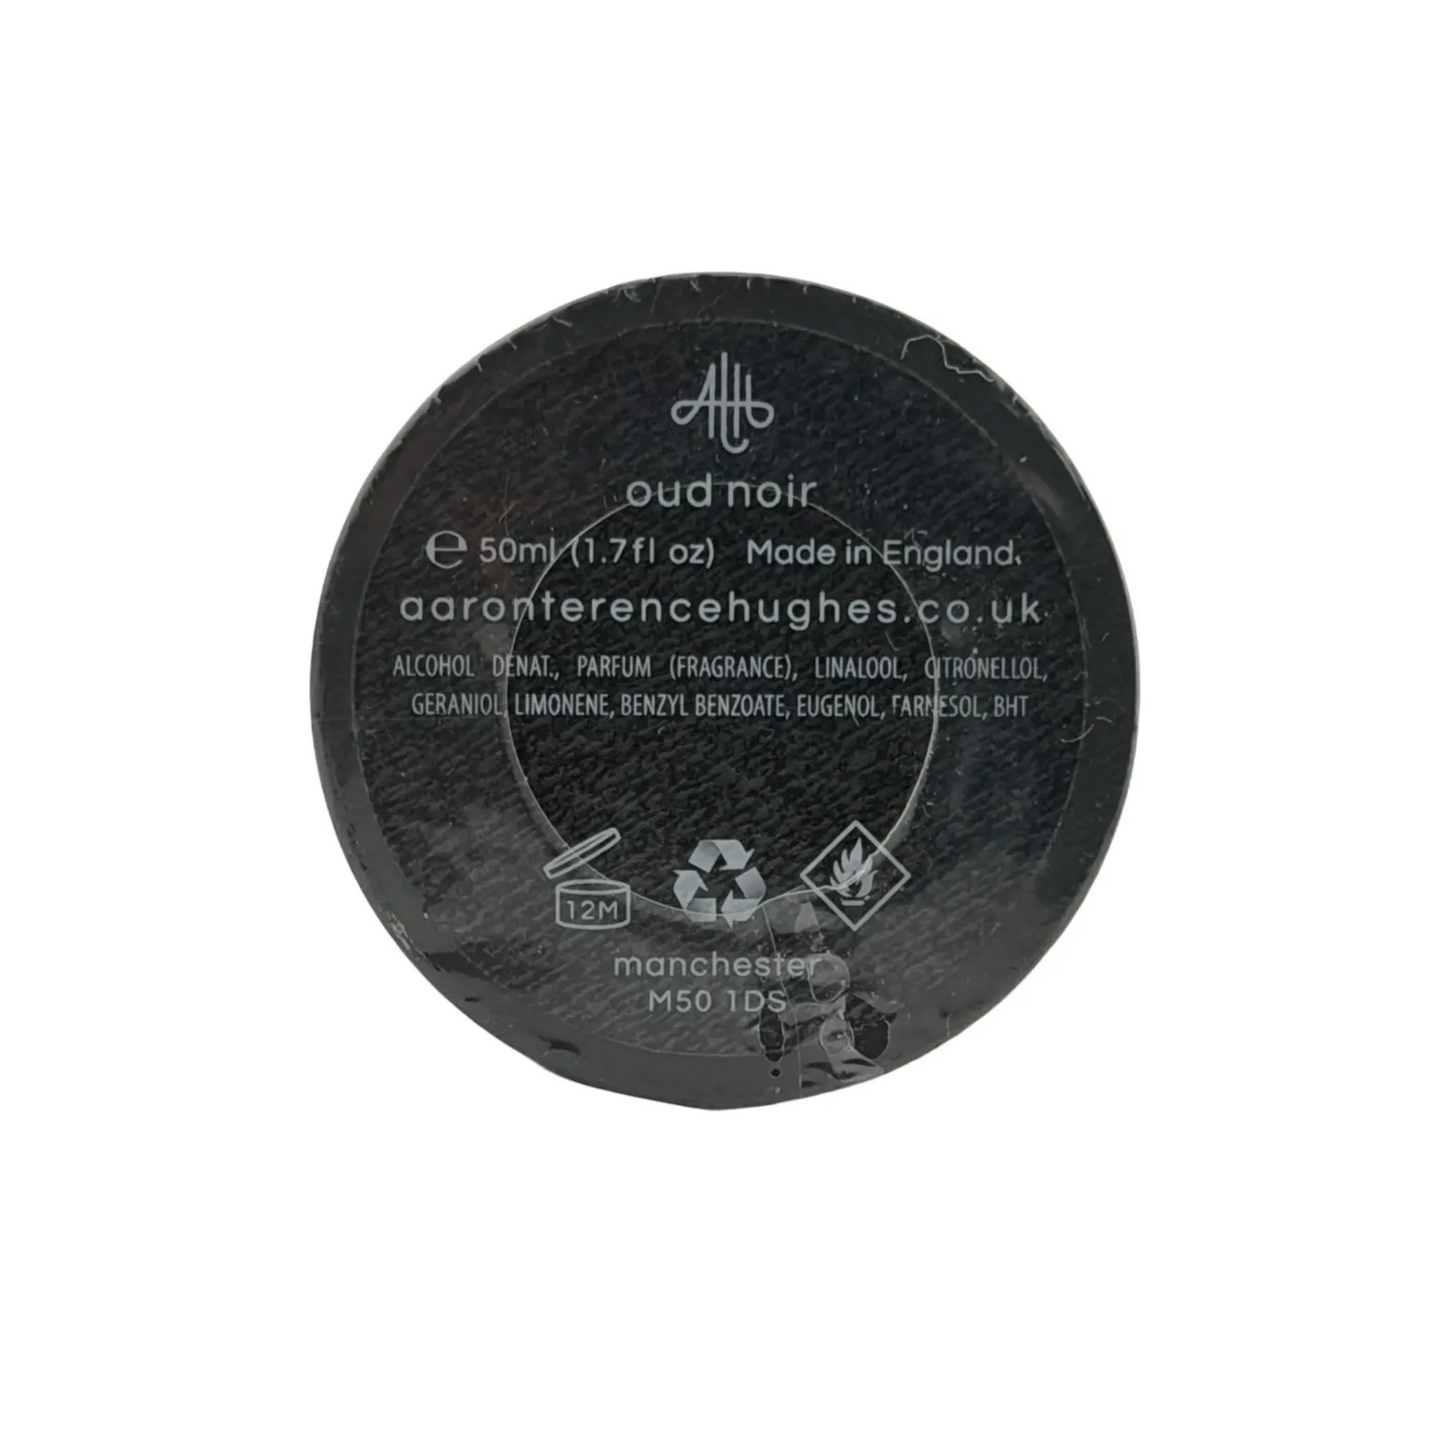 ATH
oud noir
℮ 50ml (1.7fl oz) Made in England.
aaronterencehughes.co.uk
ALCOHOL DENAT., PARFUM (FRAGRANCE), LINALOOL, CITRONELLOL,
GERANIOL, LIMONENE, BENZYL BENZOATE, EUGENOL, FARNESOL, BHT
12M
manchester
M50 1DS